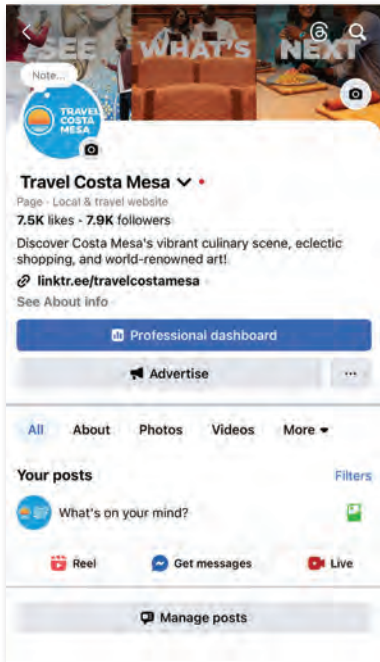 SEE WHAT'S NEXT
Note...
TRAVEL
COSTA
MESA
Travel Costa Mesa
Page · Local & travel website
7.5K likes • 7.9K followers
Discover Costa Mesa's vibrant culinary scene, eclectic
shopping, and world-renowned art!
linktr.ee/travelcostamesa
See About info
Professional dashboard
Advertise
All About Photos Videos More
Your posts Filters
What's on your mind?
Reel Get messages Live
Manage posts